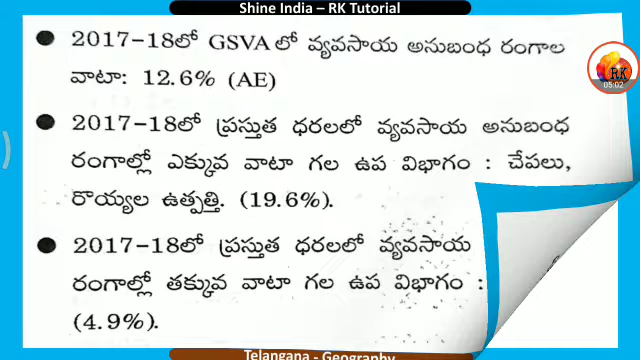 Shine India – RK Tutorial
• 2017-18లో GSVA లో వ్యవసాయ అనుబంధ రంగాల
వాటా: 12.6% (AE)
• 2017-18లో ప్రస్తుత ధరలలో వ్యవసాయ అనుబంధ
రంగాల్లో ఎక్కువ వాటా గల ఉప విభాగం : చేపలు,
రొయ్యల ఉత్పత్తి. (19.6%).
• 2017-18లో ప్రస్తుత ధరలలో వ్యవసాయ
రంగాల్లో తక్కువ వాటా గల ఉప విభాగం :
(4.9%).
RK
05:02
Telangana - Geography